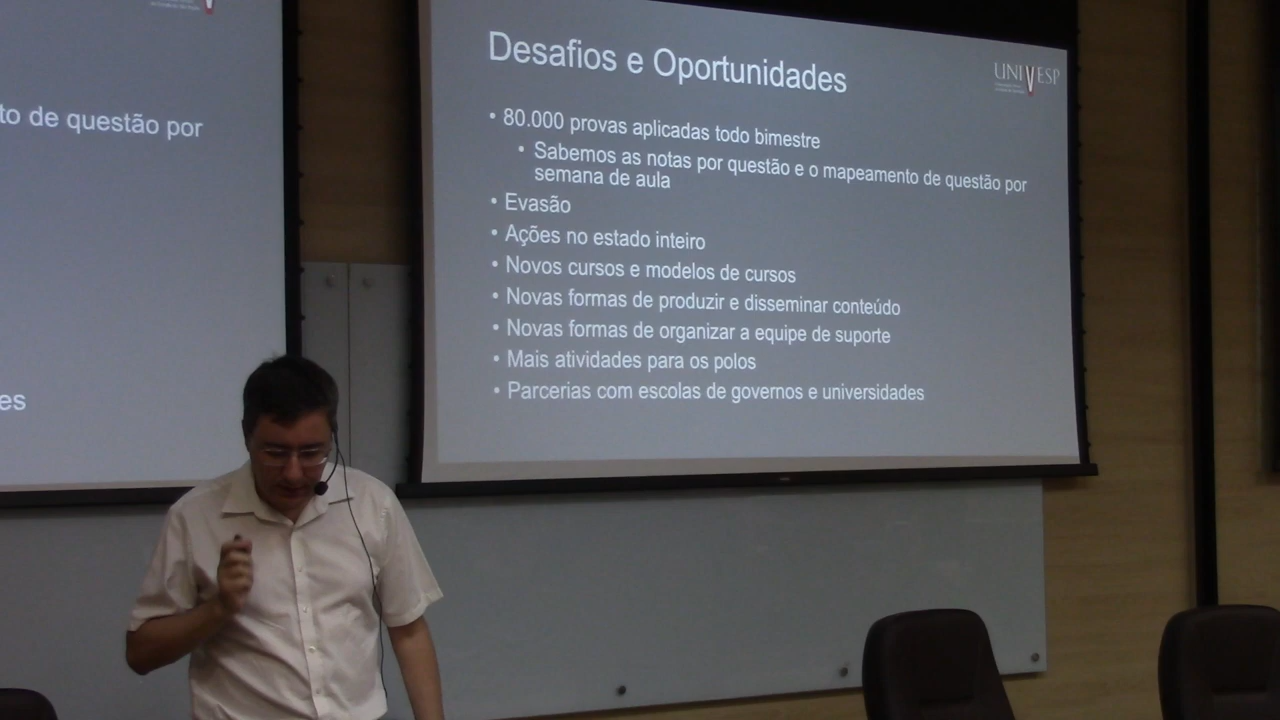 to de questão por
es
Desafios e Oportunidades
UNIVESP
• 80.000 provas aplicadas todo bimestre
• Sabemos as notas por questão e o mapeamento de questão por
semana de aula
• Evasão
• Ações no estado inteiro
• Novos cursos e modelos de cursos
• Novas formas de produzir e disseminar conteúdo
• Novas formas de organizar a equipe de suporte
• Mais atividades para os polos
• Parcerias com escolas de governos e universidades